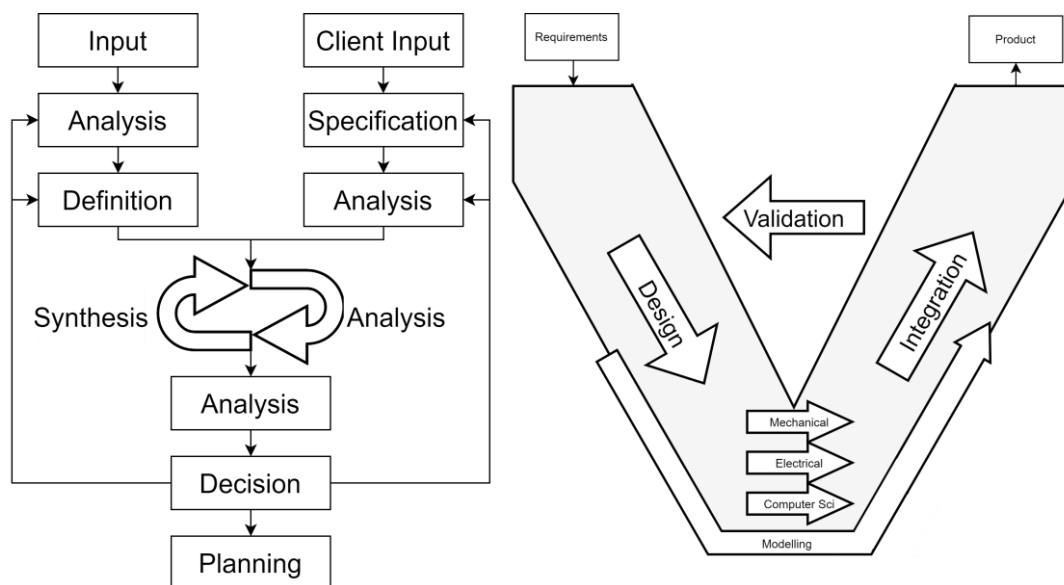 Input
Client Input
Analysis
Specification
Definition
Analysis
Synthesis
Analysis
Analysis
Decision
Planning
Requirements
Product
Validation
Design
Integration
Mechanical
Electrical
Computer Sci
Modelling